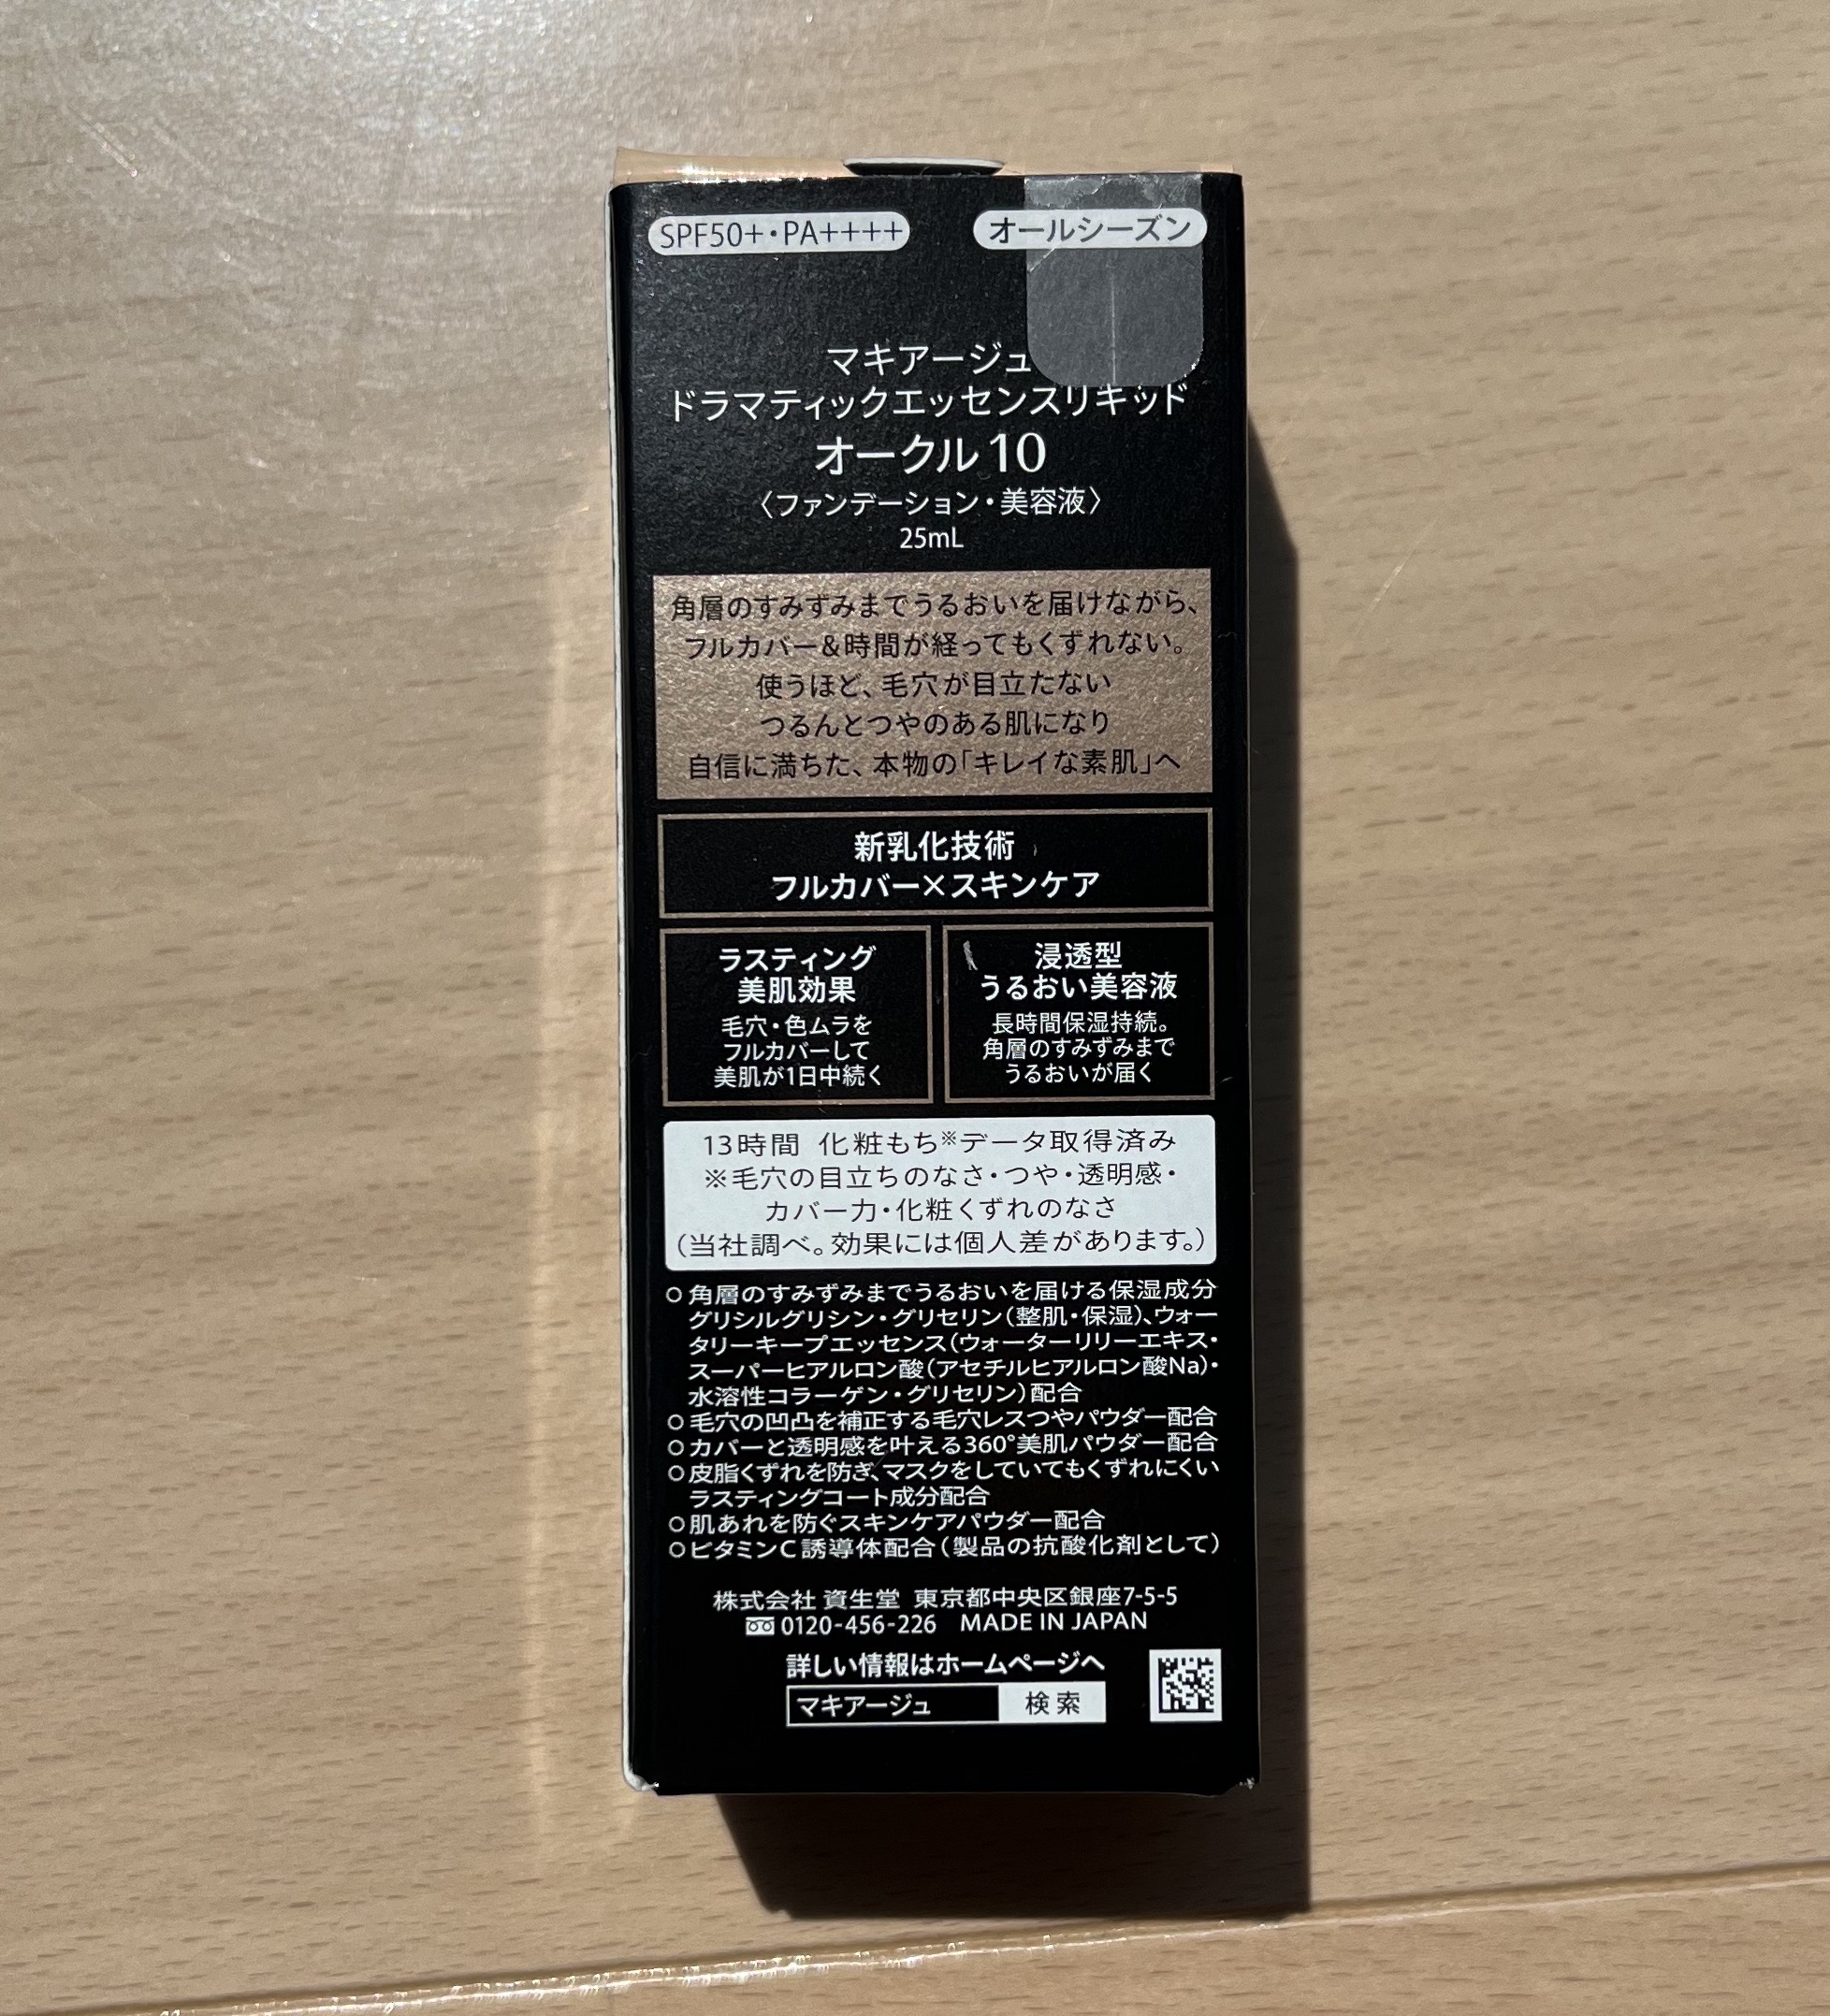 SPF50+・PA++++ オールシーズン
マキアージュ
ドラマティックエッセンスリキッド
オークル10
〈ファンデーション・美容液〉
25mL
角層のすみずみまでうるおいを届けながら、
フルカバー&時間が経ってもくずれない。
使うほど、毛穴が目立たない
つるんとつやのある肌になり
自信に満ちた、本物の「キレイな素肌」へ
新乳化技術
フルカバー×スキンケア
ラスティング
美肌効果
毛穴・色ムラを
フルカバーして
美肌が1日中続く
浸透型
うるおい美容液
長時間保湿持続。
角層のすみずみまで
うるおいが届く
13時間 化粧もち※データ取得済み
※毛穴の目立ちのなさ・つや・透明感・
カバー力・化粧くずれのなさ
(当社調べ。効果には個人差があります。)
○角層のすみずみまでうるおいを届ける保湿成分
グリシルグリシン・グリセリン(整肌・保湿)、ウォー
タリーキープエッセンス(ウォーターリリーエキス・
スーパーヒアルロン酸(アセチルヒアルロン酸Na)・
水溶性コラーゲン・グリセリン)配合
○毛穴の凹凸を補正する毛穴レスつやパウダー配合
○カバーと透明感を叶える360°美肌パウダー配合
○皮脂くずれを防ぎ、マスクをしていてもくずれにくい
ラスティングコート成分配合
○肌あれを防ぐスキンケアパウダー配合
○ビタミンC誘導体配合(製品の抗酸化剤として)
株式会社 資生堂 東京都中央区銀座7-5-5
0120-456-226 MADE IN JAPAN
詳しい情報はホームページへ
マキアージュ 検索